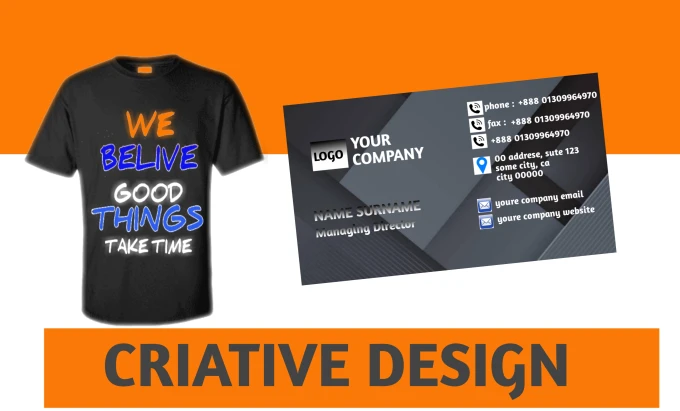 WE
BELIVE
GOOD
THINGS
TAKE TIME
LOGO
YOUR
COMPANY
NAME SURNAME
Managing Director
phone : +888 01309964970
fax : +888 01309964970
+888 01309964970
00 addrese, sute 123
some city, ca
city 00000
youre company email
youre company website
CRIATIVE DESIGN